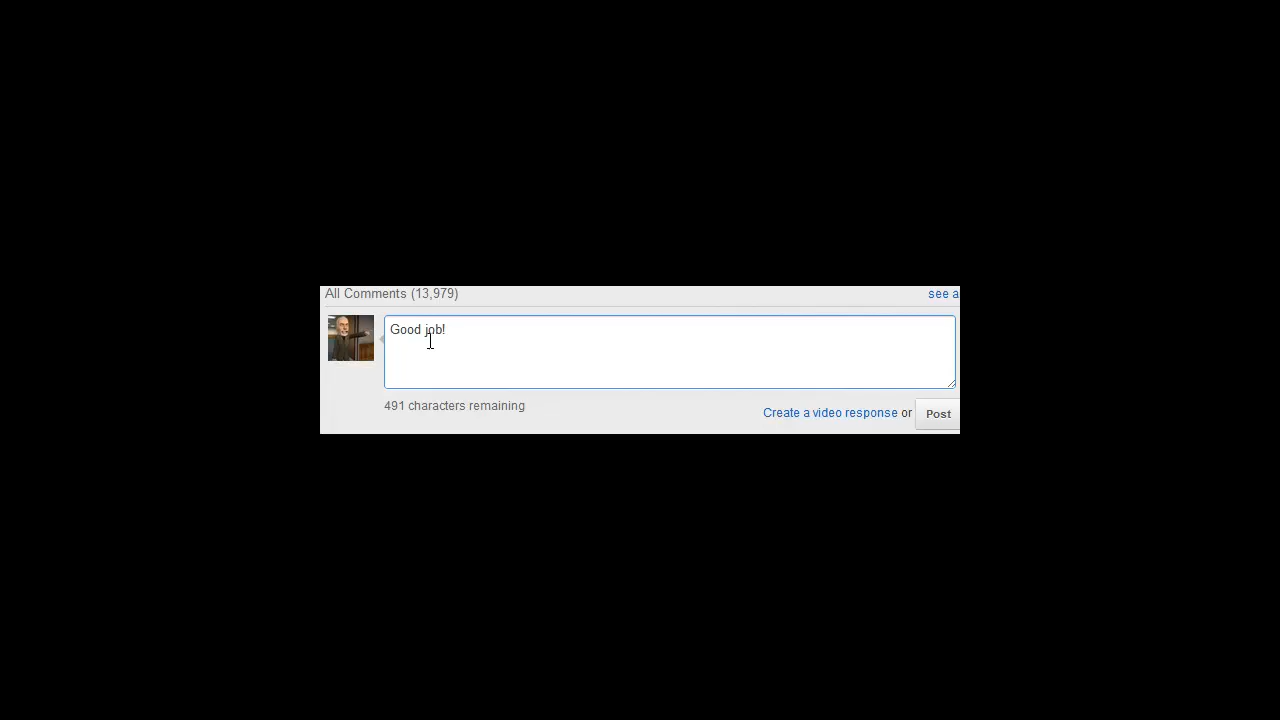 All Comments (13,979)
see a
Good job!
491 characters remaining
Create a video response or
Post